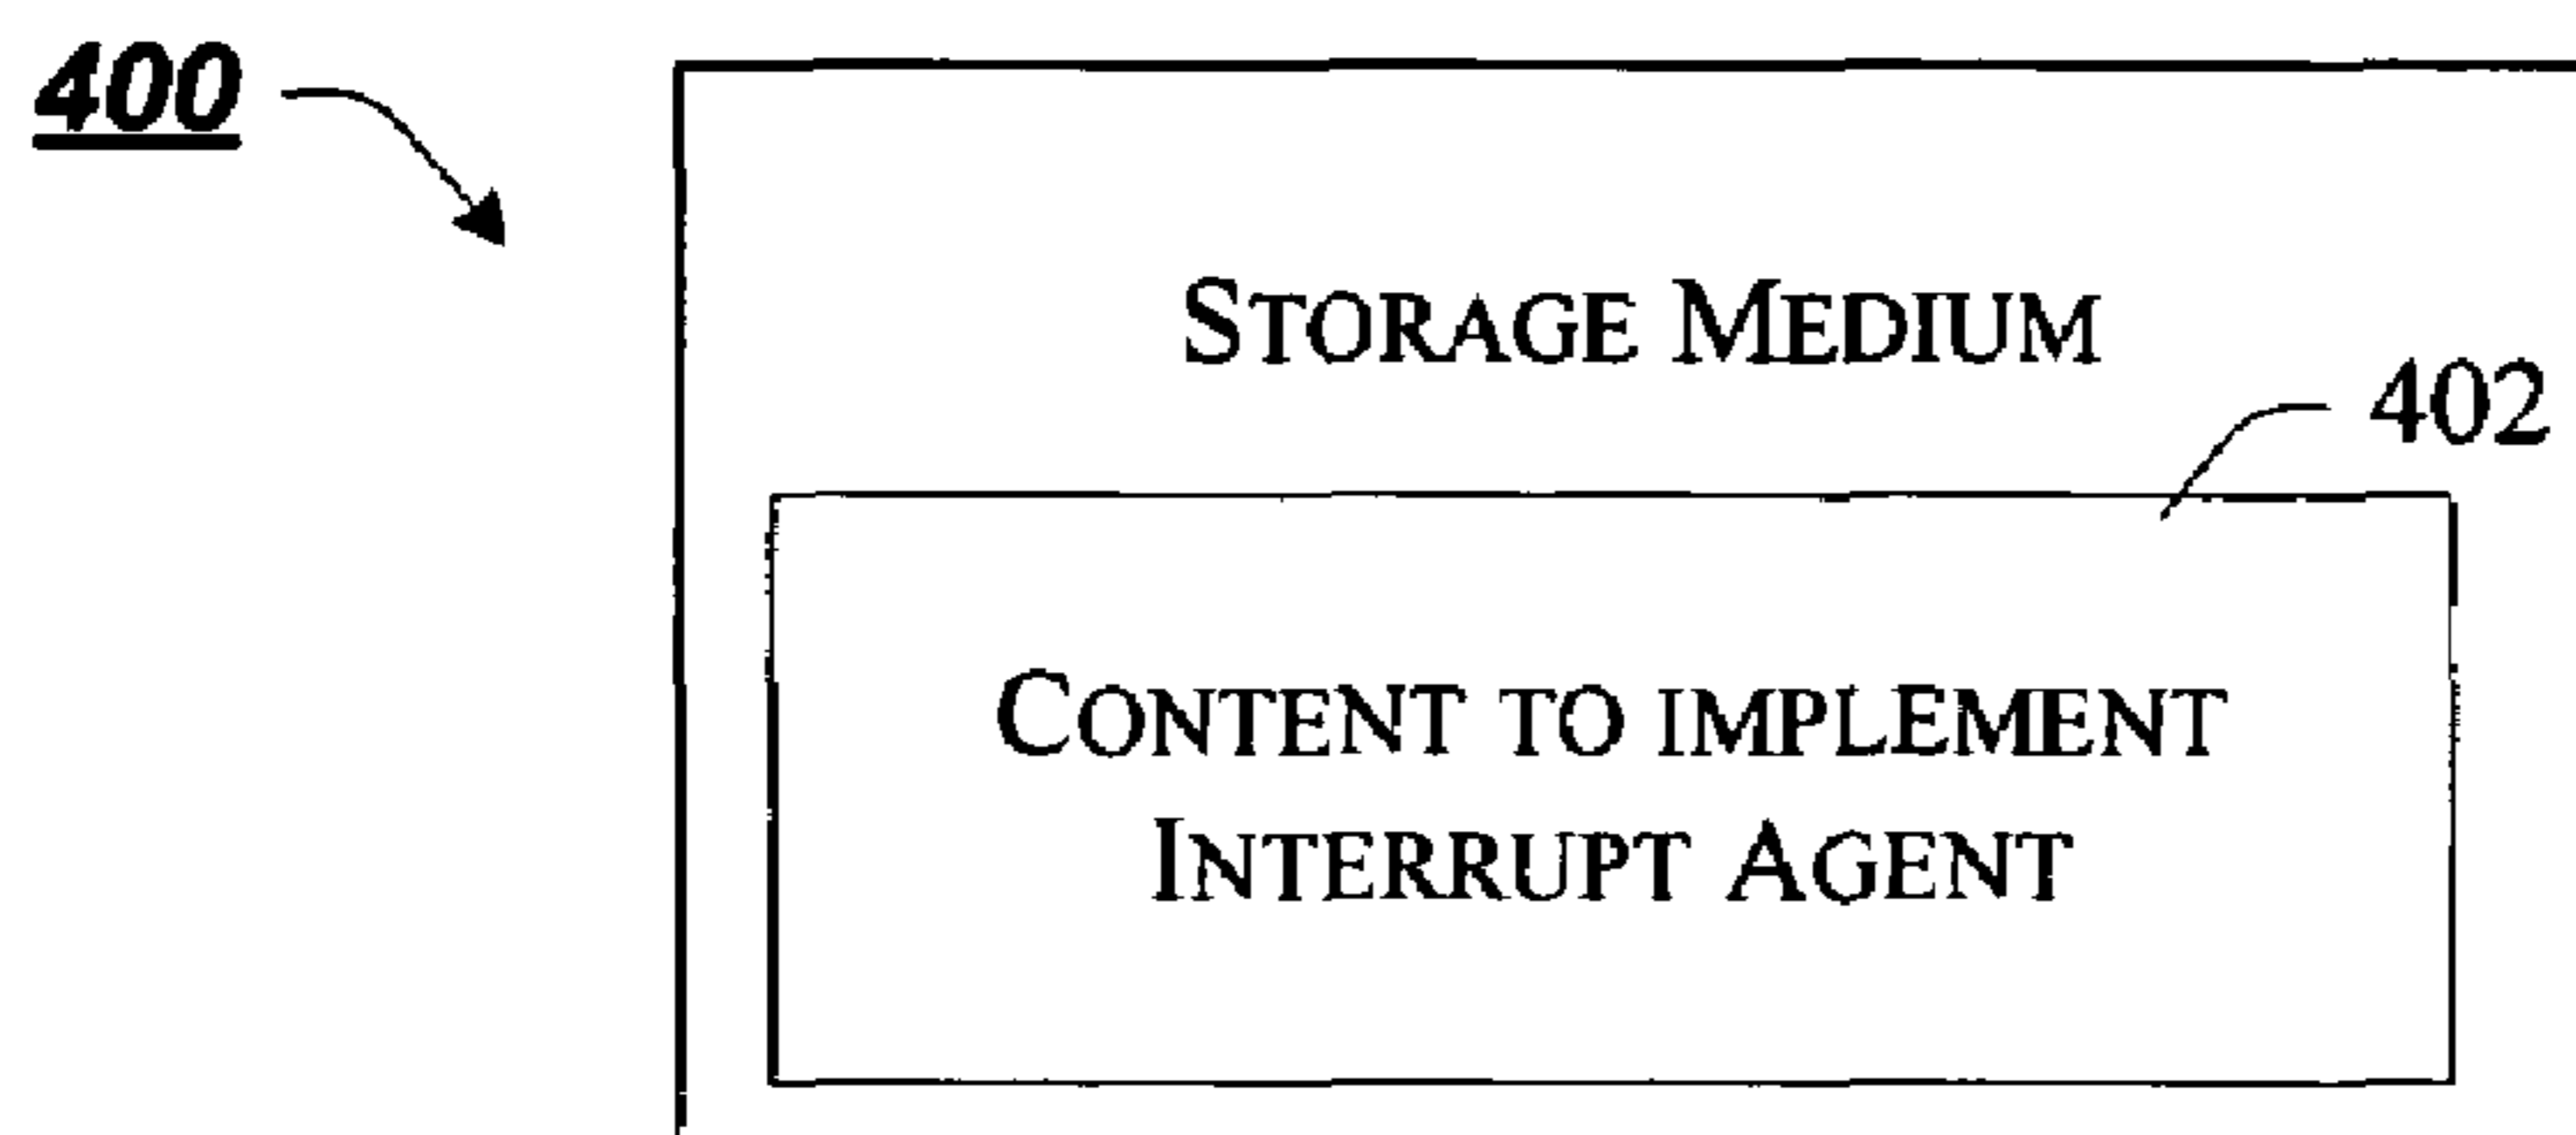 400
STORAGE MEDIUM
402
CONTENT TO IMPLEMENT
INTERRUPT AGENT